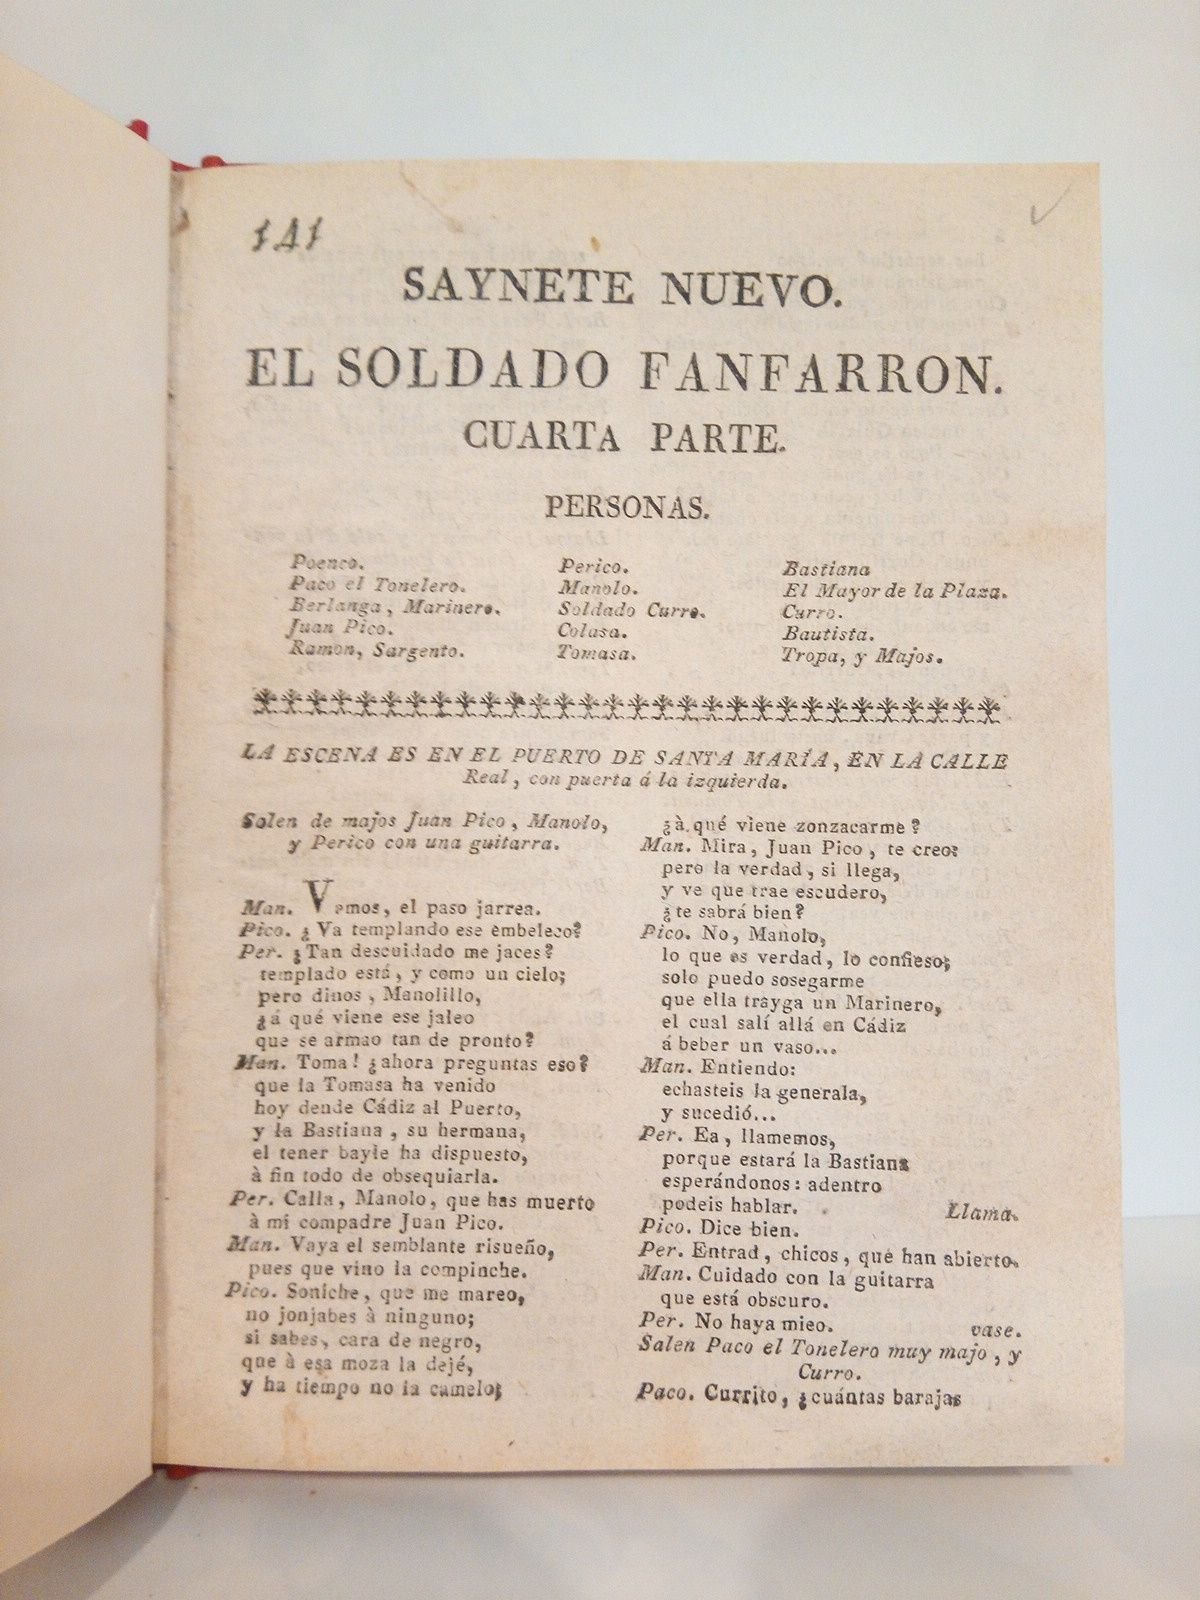 141
SAYNETE NUEVO.
EL SOLDADO FANFARRON.
CUARTA PARTE.
PERSONAS.
Poenco.
Paco el Tonelero.
Berlanga, Marinero.
Juan Pico.
Ramon, Sargento.
Perico.
Manolo.
Soldado Curro.
Colasa.
Tomasa.
Bastiana
El Mayor de la Plaza.
Curro.
Bautista.
Tropa, y Majos.
LA ESCENA ES EN EL PUERTO DE SANTA MARÍA, EN LA CALLE
Real, con puerta á la izquierda.
Salen de majos Juan Pico, Manolo,
y Perico con una guitarra.
Man. Vamos, el paso jarrea.
Pico. ¿Va templando ese embeleco?
Per. ¿Tan descuidado me jaces?
templado está, y como un cielo;
pero dinos, Manolillo,
¿á qué viene ese jaleo
que se armao tan de pronto?
Man. Toma! ¿ahora preguntas eso?
que la Tomasa ha venido
hoy dende Cádiz al Puerto,
y la Bastiana, su hermana,
el tener bayle ha dispuesto,
à fin todo de obsequiarla.
Per. Calla, Manolo, que has muerto
à mi compadre Juan Pico.
Man. Vaya el semblante risueño,
pues que vino la compinche.
Pico. Soniche, que me mareo,
no jonjabes à ninguno;
si sabes, cara de negro,
que à esa moza la dejé,
y ha tiempo no la camelo;
¿à qué viene zonzacarme?
Man. Mira, Juan Pico, te creo:
pero la verdad, si llega,
y ve que trae escudero,
¿te sabrá bien?
Pico. No, Manolo,
lo que es verdad, lo confieso;
solo puedo sosegarme
que ella trayga un Marinero,
el cual salí allá en Cádiz
á beber un vaso...
Man. Entiendo:
echasteis la generala,
y sucedió...
Per. Ea, llamemos,
porque estará la Bastiana
esperándonos: adentro
podeis hablar. Llama.
Pico. Dice bien.
Per. Entrad, chicos, que han abierto.
Man. Cuidado con la guitarra
que está obscuro.
Per. No haya mieo. vase.
Salen Paco el Tonelero muy majo, y
Curro.
Paco. Currito, ¿cuántas barajas